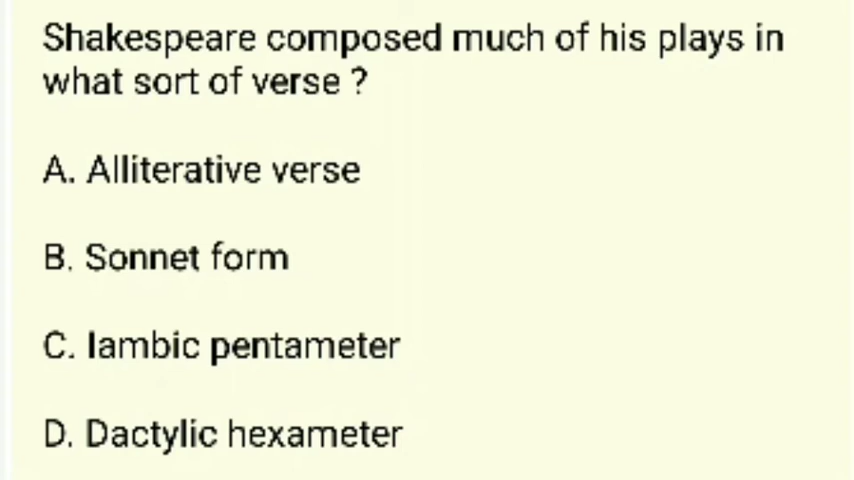 Shakespeare composed much of his plays in
what sort of verse ?
A. Alliterative verse
B. Sonnet form
C. Iambic pentameter
D. Dactylic hexameter